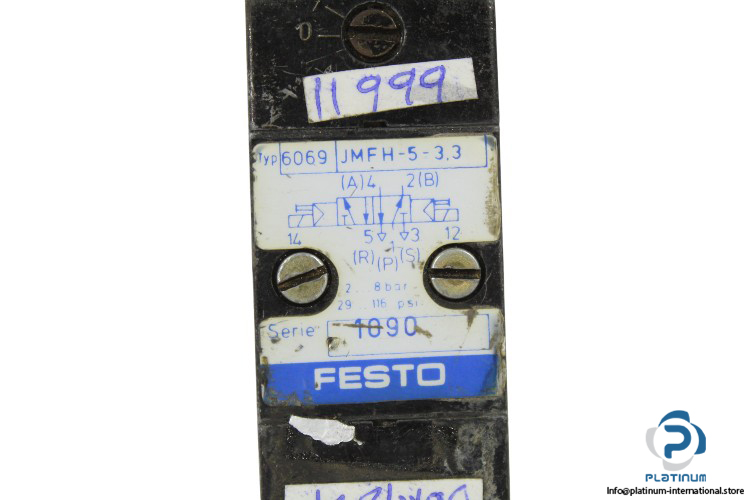 0
11999
Typ 6069 JMFH-5-3,3
(A)4 2(B)
14 5 3 12
1
(R) (P) (S)
2...8 bar
29...116 psi
Serie 1090
FESTO
PLATINUM
INTERNATIONAL
Info@platinum-international.store